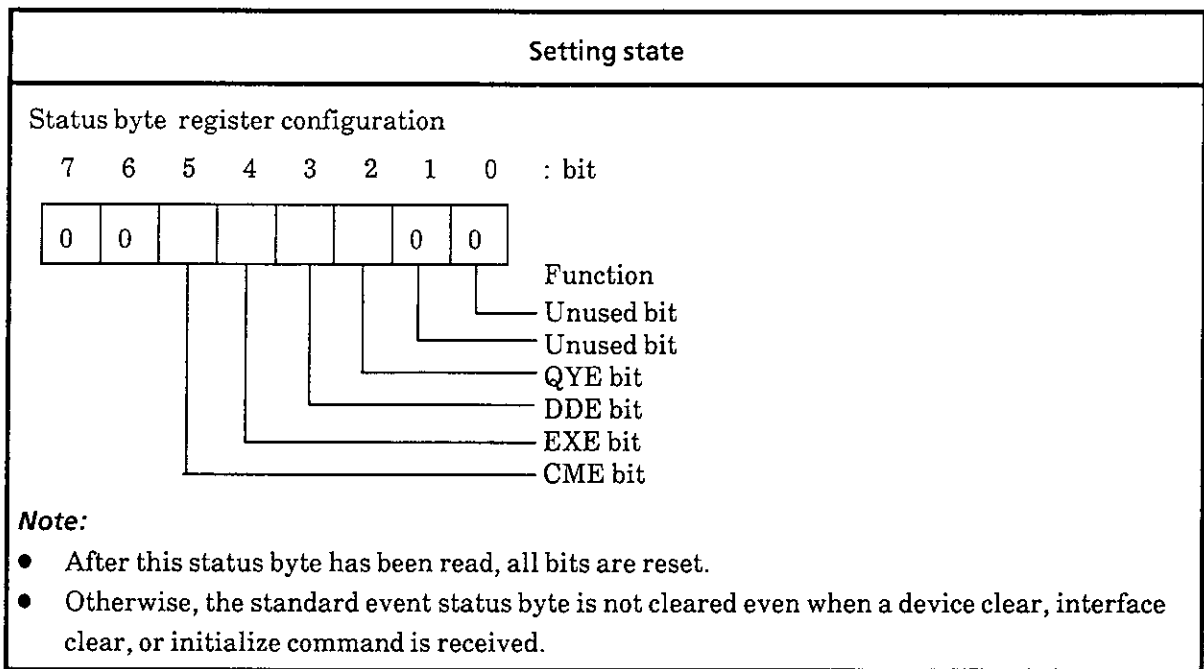 Setting state
Status byte register configuration
7 6 5 4 3 2 1 0 : bit
0 0 0 0
Function
Unused bit
Unused bit
QYE bit
DDE bit
EXE bit
CME bit
Note:
● After this status byte has been read, all bits are reset.
● Otherwise, the standard event status byte is not cleared even when a device clear, interface
clear, or initialize command is received.